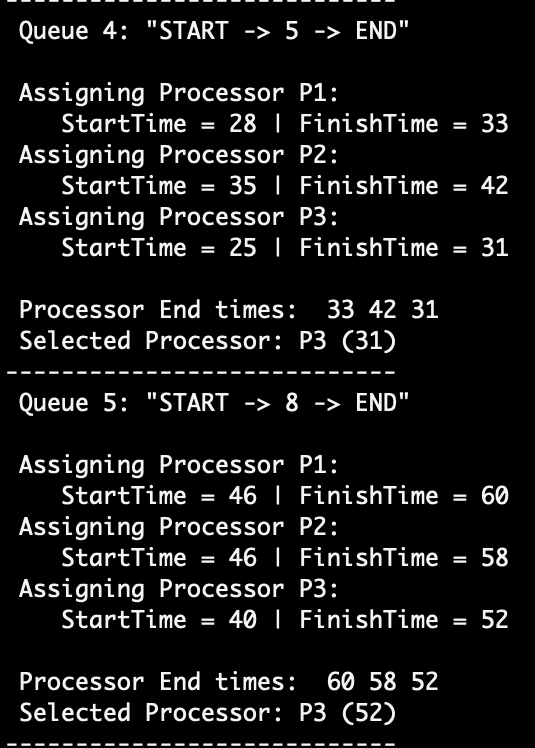 -----------------------------
Queue 4: "START -> 5 -> END"
Assigning Processor P1:
StartTime = 28 | FinishTime = 33
Assigning Processor P2:
StartTime = 35 | FinishTime = 42
Assigning Processor P3:
StartTime = 25 | FinishTime = 31
Processor End times:  33 42 31
Selected Processor: P3 (31)
-----------------------------
Queue 5: "START -> 8 -> END"
Assigning Processor P1:
StartTime = 46 | FinishTime = 60
Assigning Processor P2:
StartTime = 46 | FinishTime = 58
Assigning Processor P3:
StartTime = 40 | FinishTime = 52
Processor End times:  60 58 52
Selected Processor: P3 (52)
-----------------------------